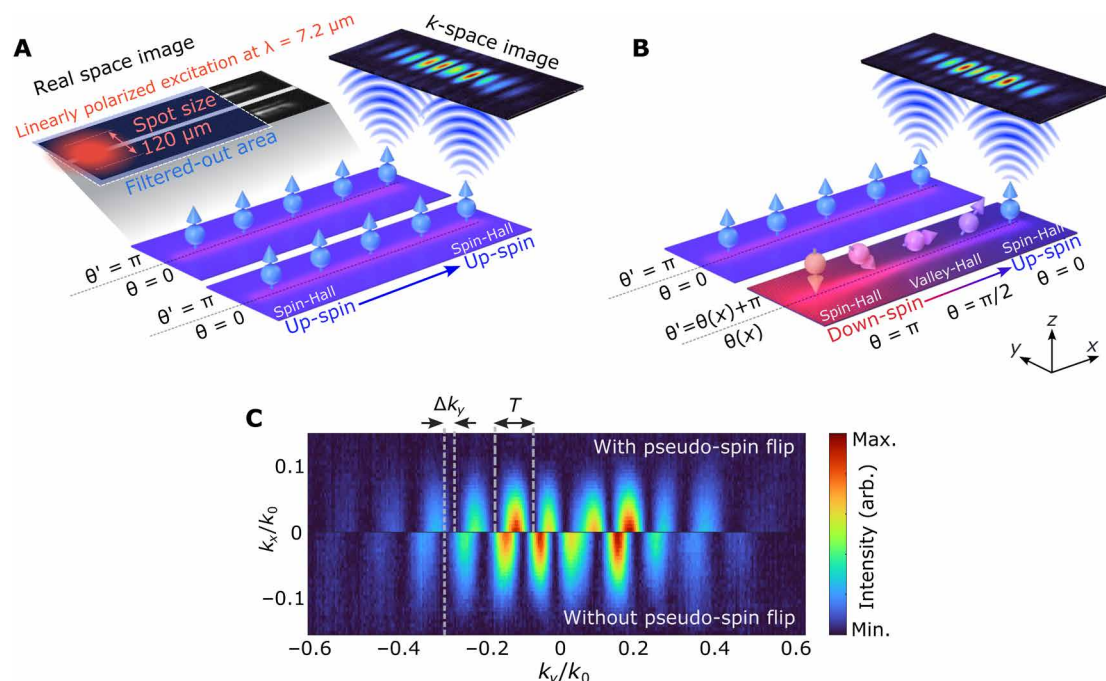 A
Real space image
Linearly polarized excitation at λ = 7.2 μm
Spot size
120 μm
Filtered-out area
k-space image
θ' = π
θ = 0
θ' = π
θ = 0
Spin-Hall
Spin-Hall
Up-spin
Up-spin
B
θ' = π
θ = 0
θ'=θ(x)+π
θ(x)
Spin-Hall
Valley-Hall
Spin-Hall
Down-spin
Up-spin
θ = π
θ = π/2
θ = 0
z
y
x
C
Δky
T
With pseudo-spin flip
Without pseudo-spin flip
kx/k0
0.1
0
−0.1
−0.6
−0.4
−0.2
0
0.2
0.4
0.6
ky/k0
Max.
Intensity (arb.)
Min.